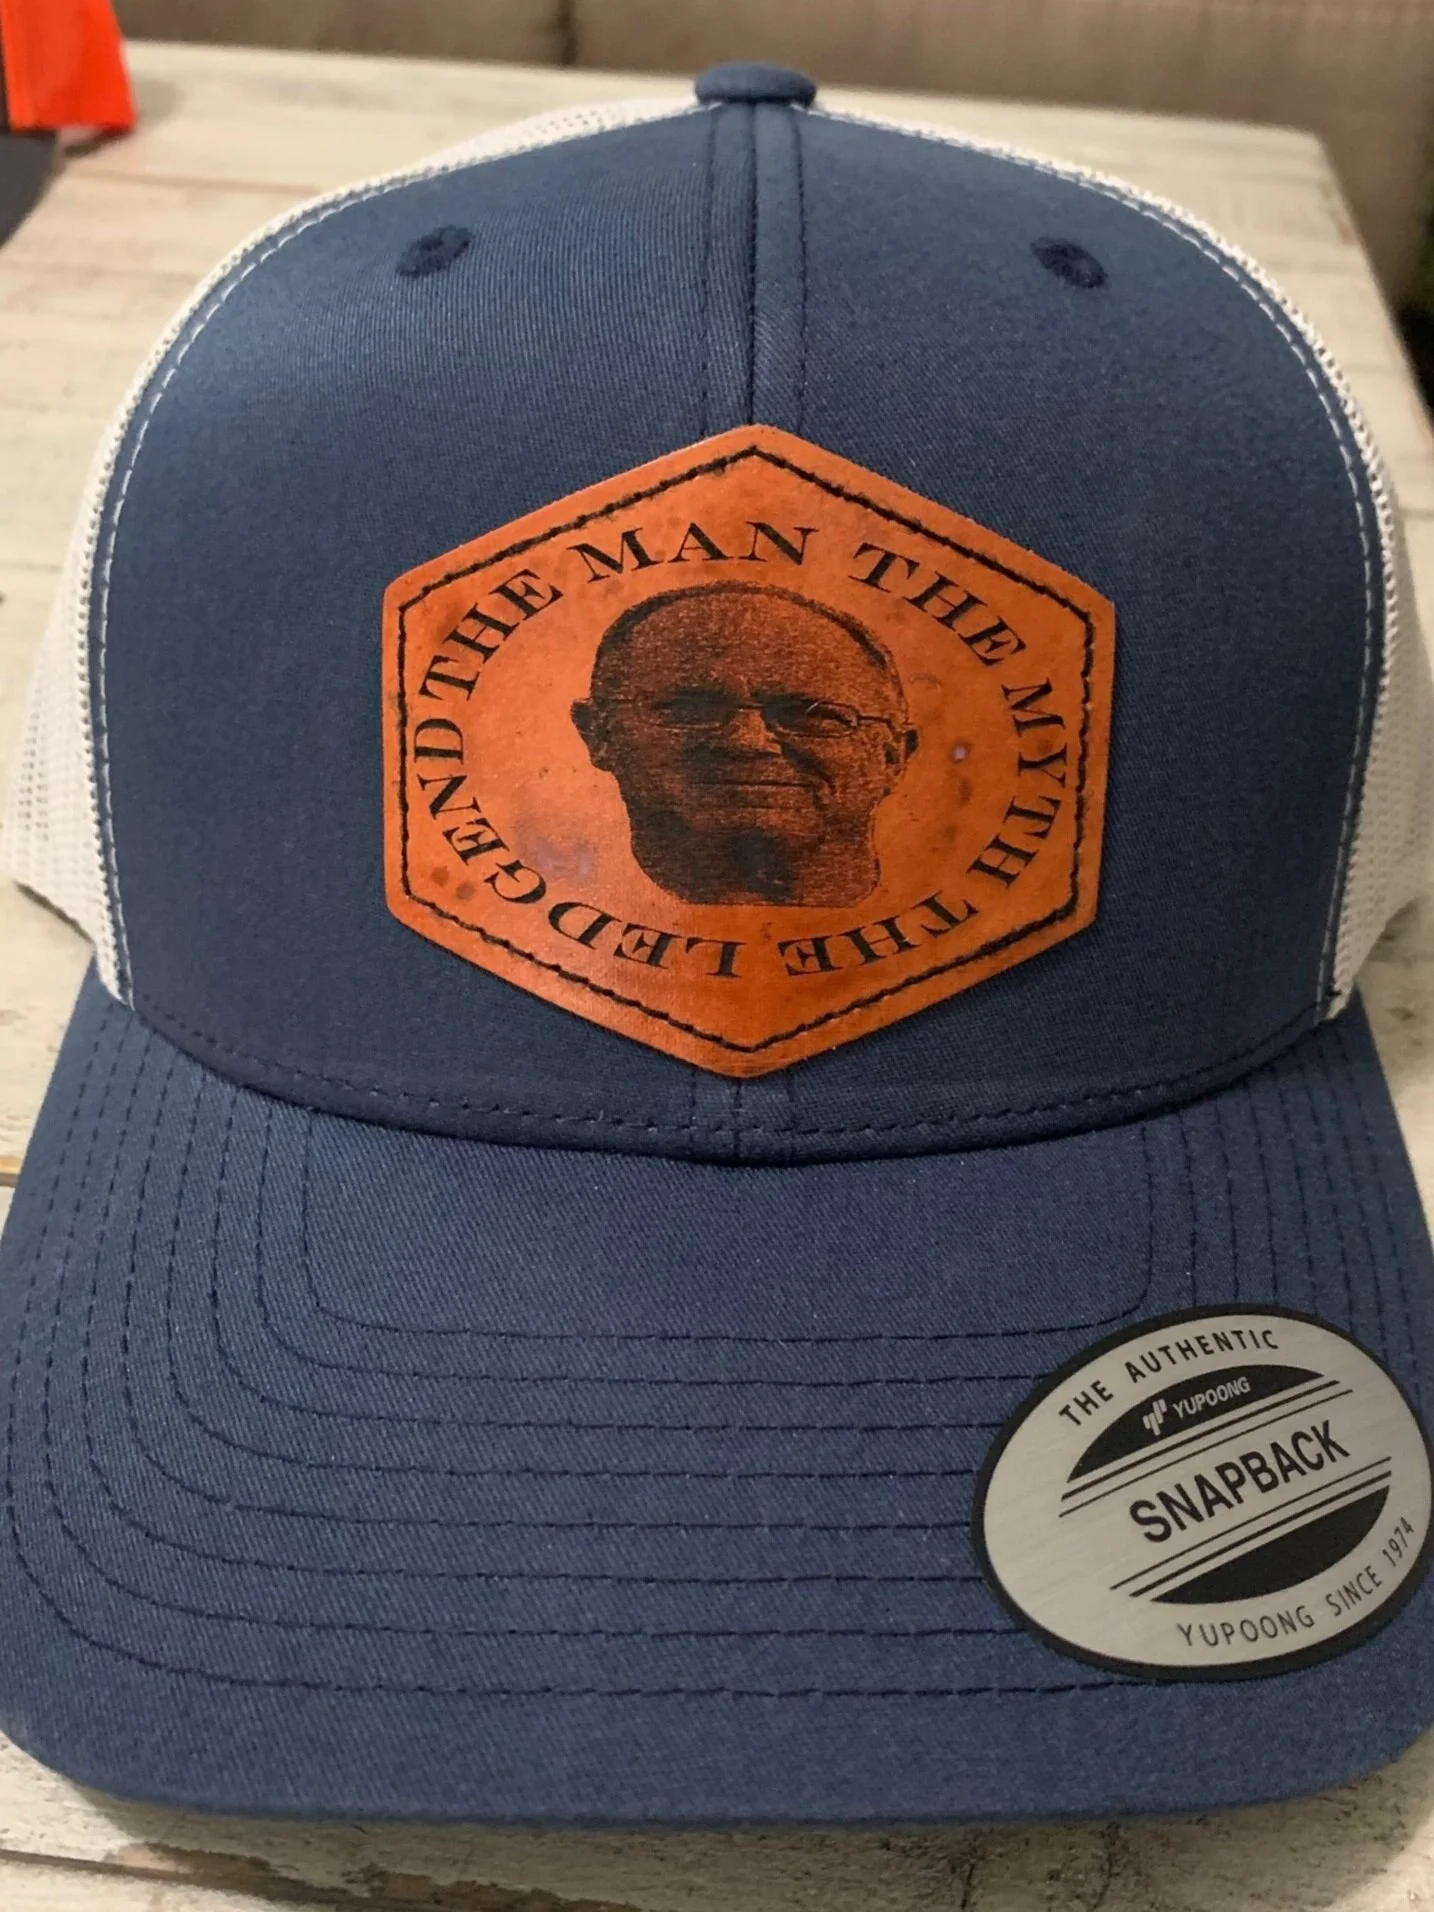 THE MAN THE MYTH THE LEDGEND
THE AUTHENTIC
YUPOONG
SNAPBACK
YUPOONG SINCE 1974